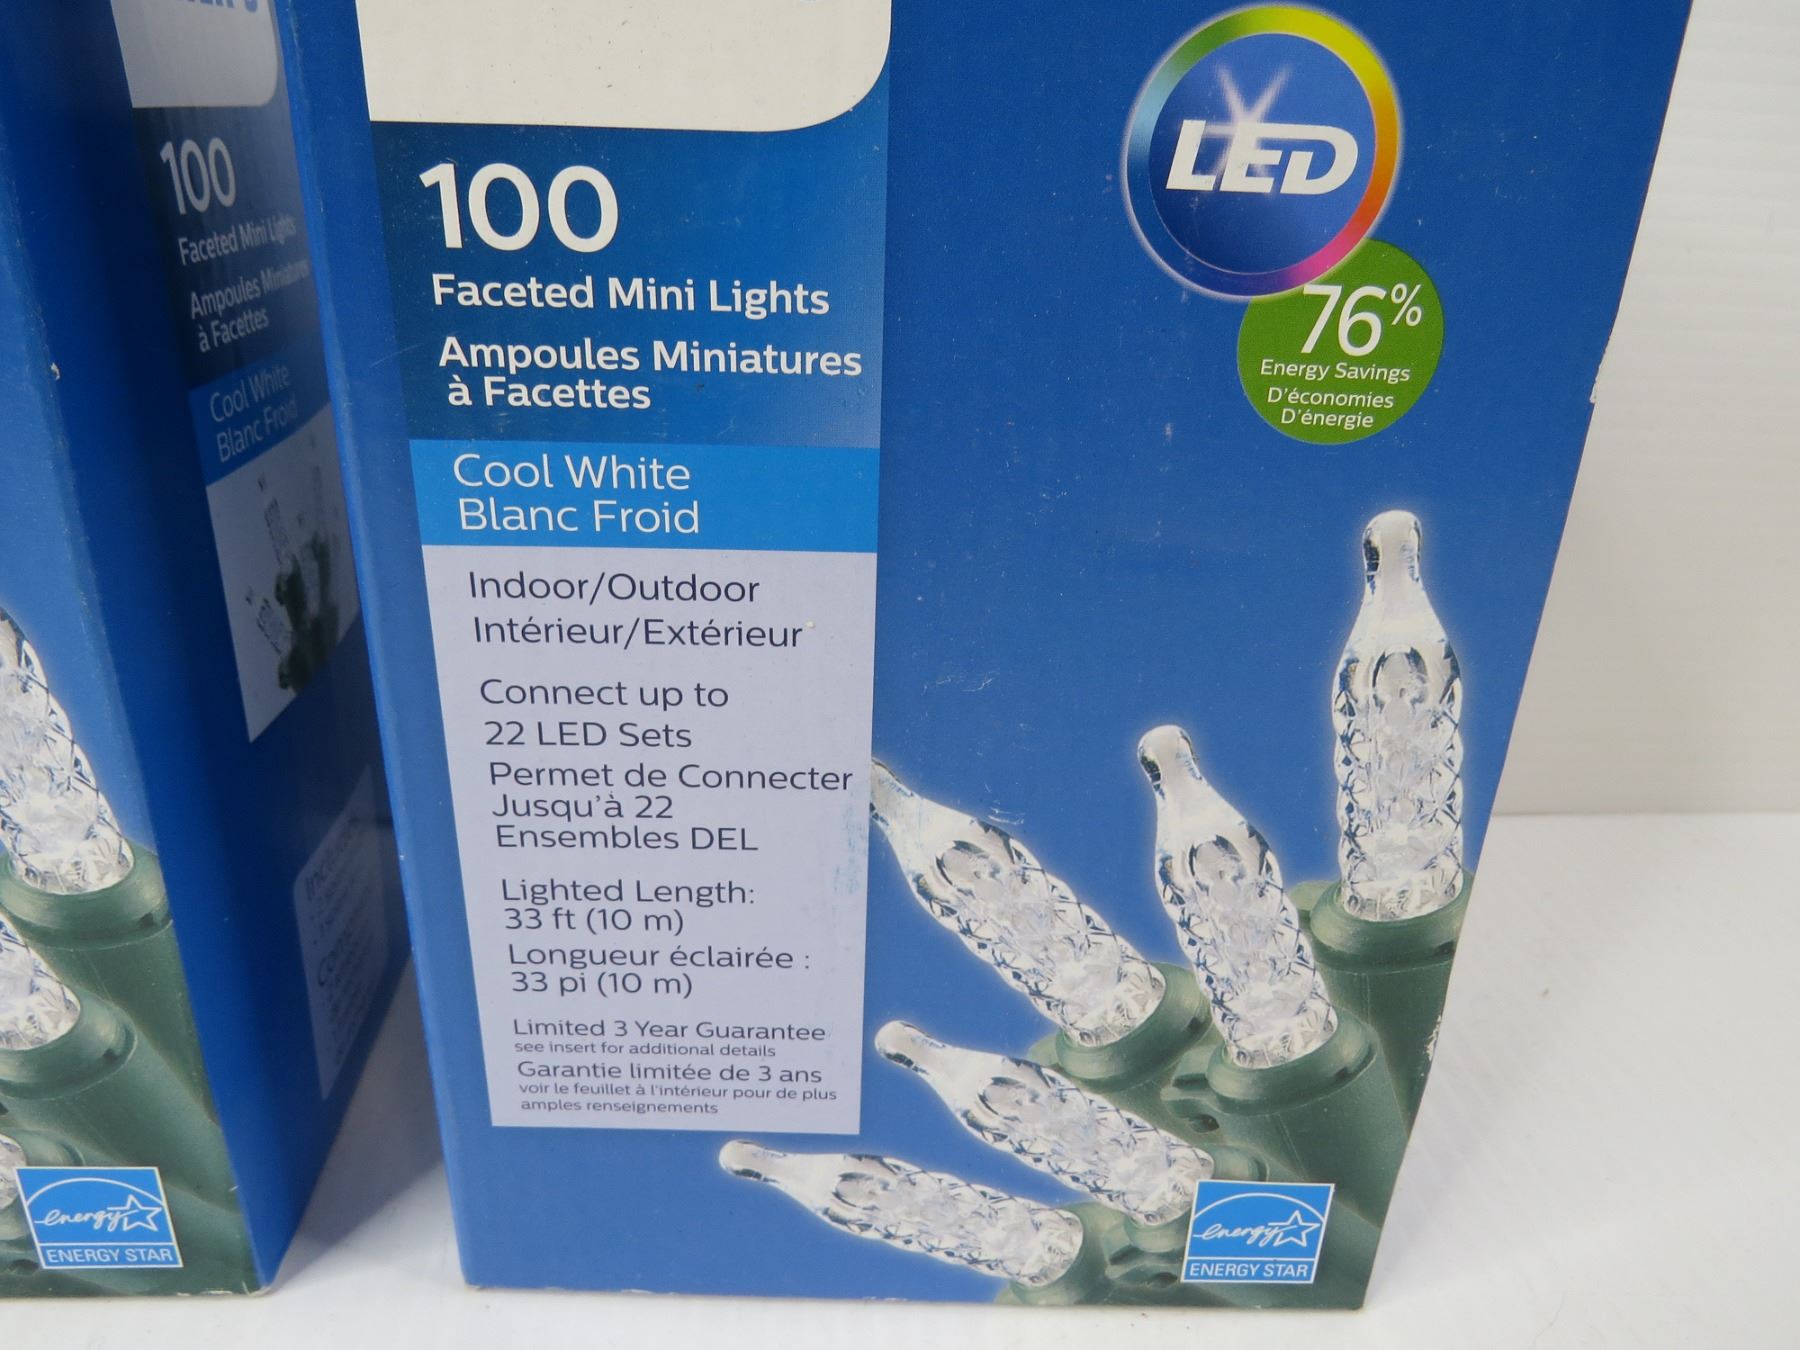 100
Faceted Mini Lights
Ampoules Miniatures
à Facettes
Cool White
Blanc Froid
100
Faceted Mini Lights
Ampoules Miniatures
à Facettes
Cool White
Blanc Froid
Indoor/Outdoor
Intérieur/Extérieur
Connect up to
22 LED Sets
Permet de Connecter
Jusqu'à 22
Ensembles DEL
Lighted Length:
33 ft (10 m)
Longueur éclairée :
33 pi (10 m)
Limited 3 Year Guarantee
see insert for additional details
Garantie limitée de 3 ans
voir le feuillet à l'intérieur pour de plus
amples renseignements
LED
76%
Energy Savings
D'économies
D'énergie
energy
ENERGY STAR
energy
ENERGY STAR